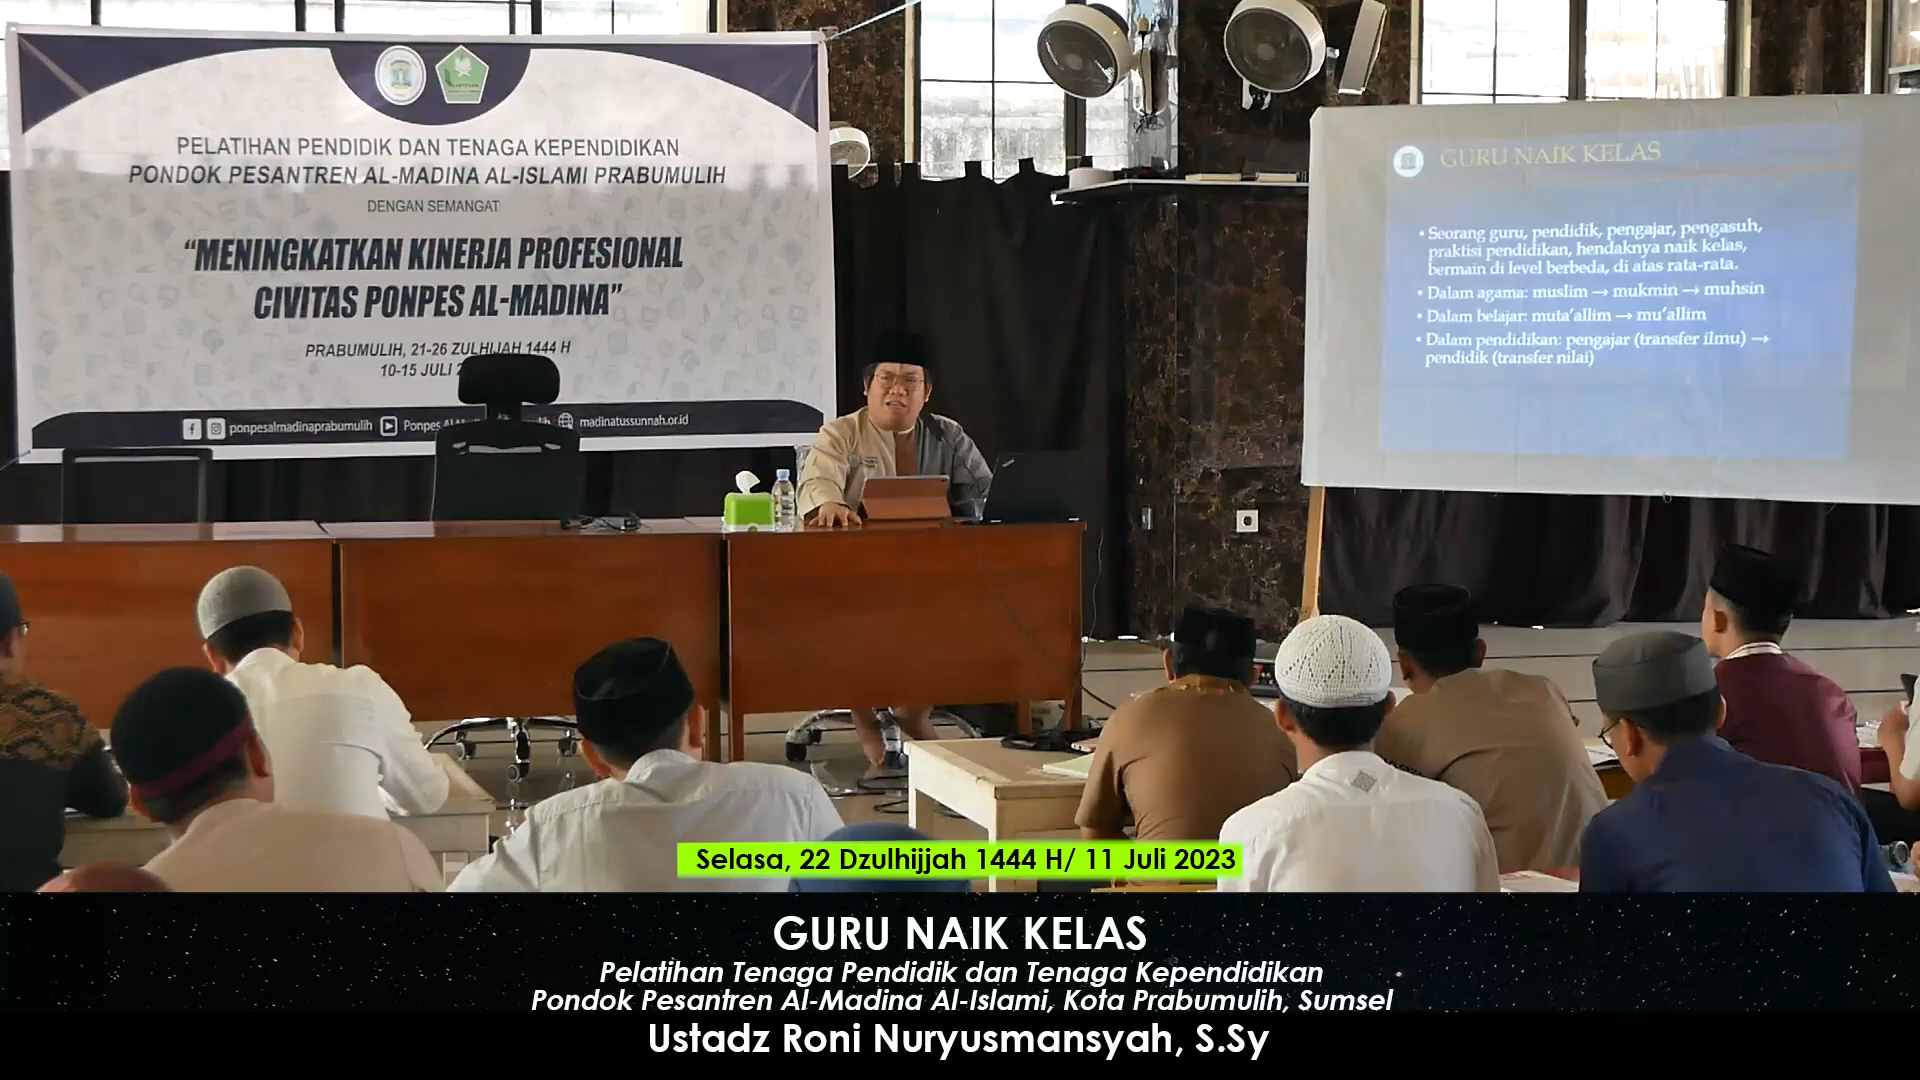 PELATIHAN PENDIDIK DAN TENAGA KEPENDIDIKAN
PONDOK PESANTREN AL-MADINA AL-ISLAMI PRABUMULIH
DENGAN SEMANGAT
“MENINGKATKAN KINERJA PROFESIONAL
CIVITAS PONPES AL-MADINA”
PRABUMULIH, 21-26 ZULHIJAH 1444 H
10-15 JULI
ponpesalmadinaprabumulih
Ponpes
madinatussunnah.or.id
GURU NAIK KELAS
• Seorang guru, pendidik, pengajar, pengasuh,
praktisi pendidikan, hendaknya naik kelas,
bermain di level berbeda, di atas rata-rata.
• Dalam agama: muslim → mukmin → muhsin
• Dalam belajar: muta’allim → mu’allim
• Dalam pendidikan: pengajar (transfer ilmu) →
pendidik (transfer nilai)
Selasa, 22 Dzulhijjah 1444 H/ 11 Juli 2023
GURU NAIK KELAS
Pelatihan Tenaga Pendidik dan Tenaga Kependidikan
Pondok Pesantren Al-Madina Al-Islami, Kota Prabumulih, Sumsel
Ustadz Roni Nuryusmansyah, S.Sy